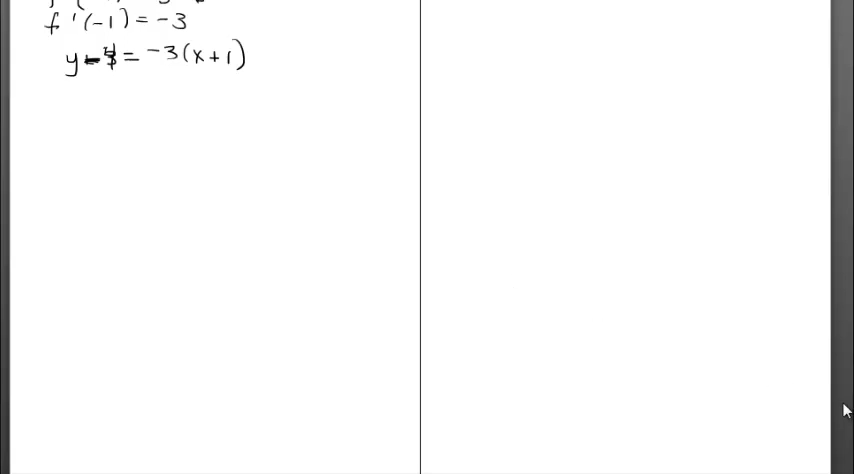 f '(-1) = -3
y - 4 = -3(x+1)